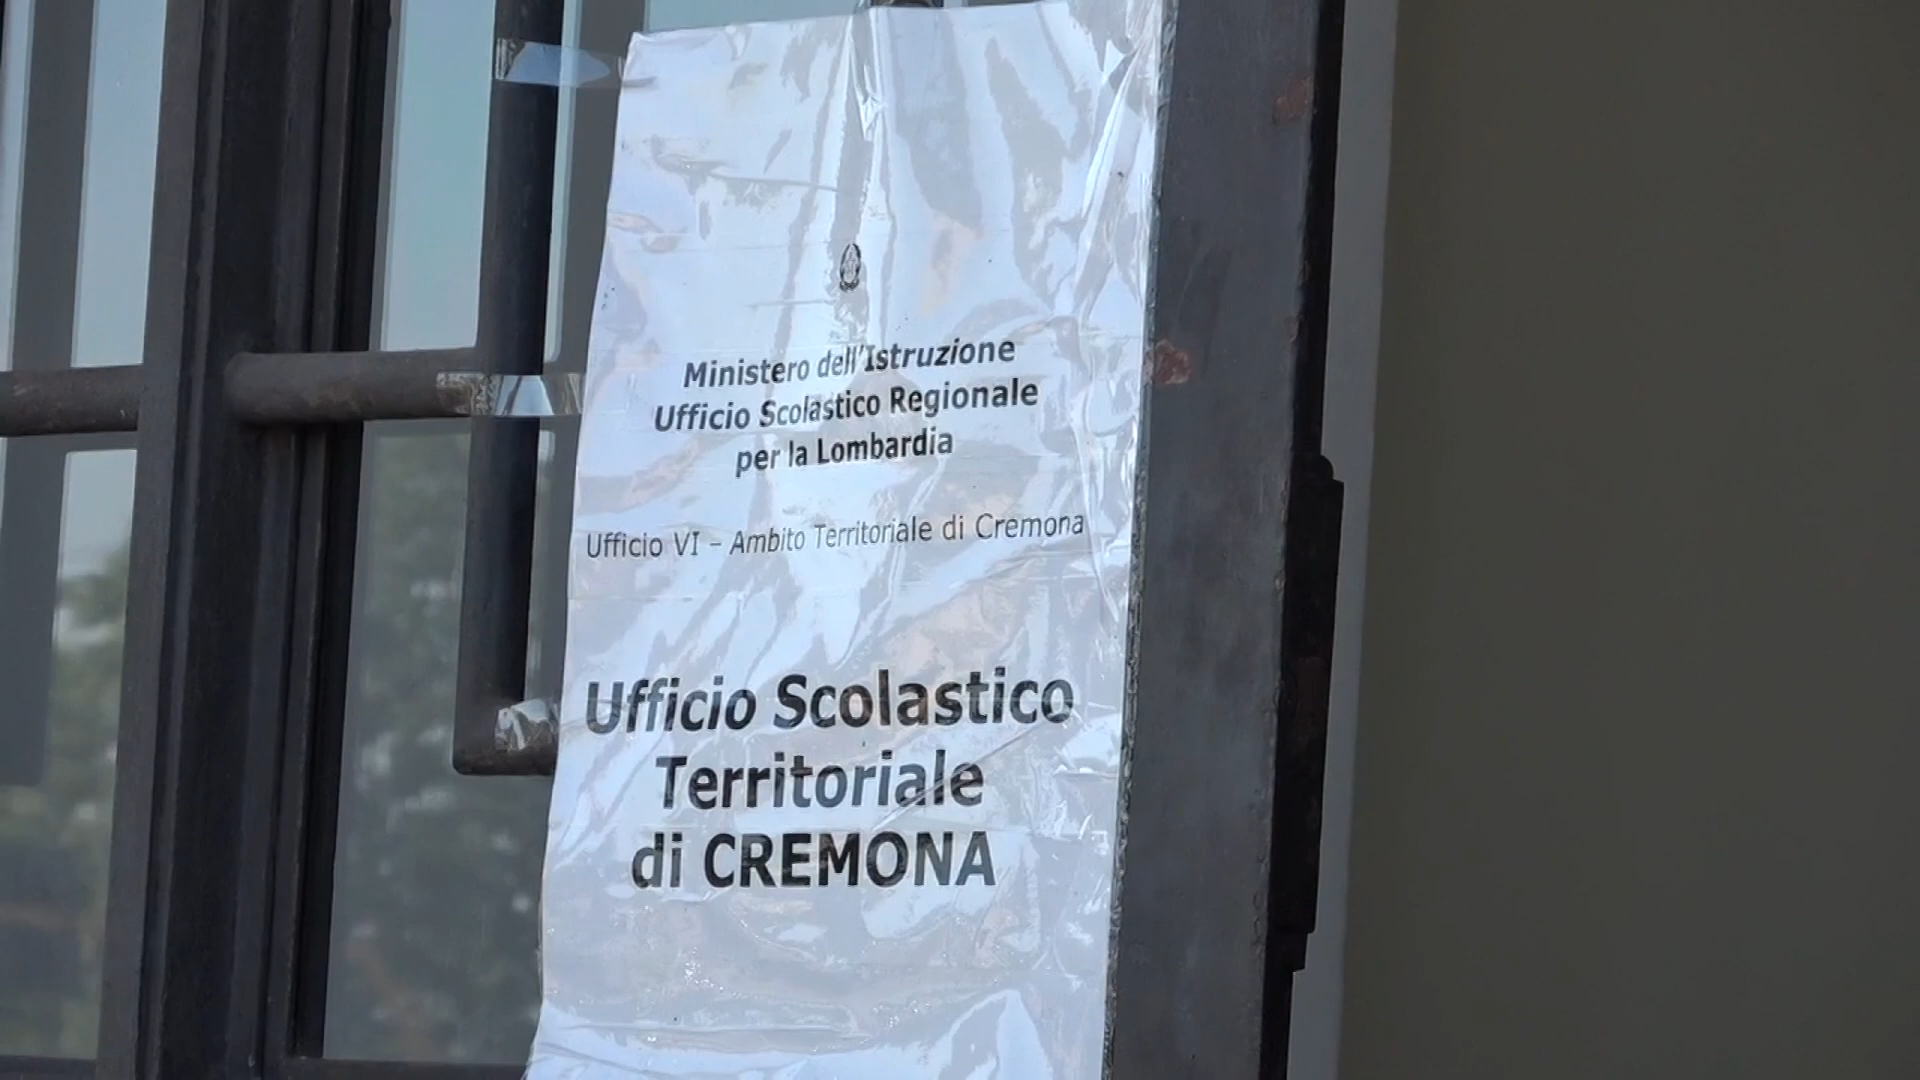 Ministero dell'Istruzione
Ufficio Scolastico Regionale
per la Lombardia
Ufficio VI – Ambito Territoriale di Cremona
Ufficio Scolastico
Territoriale
di CREMONA